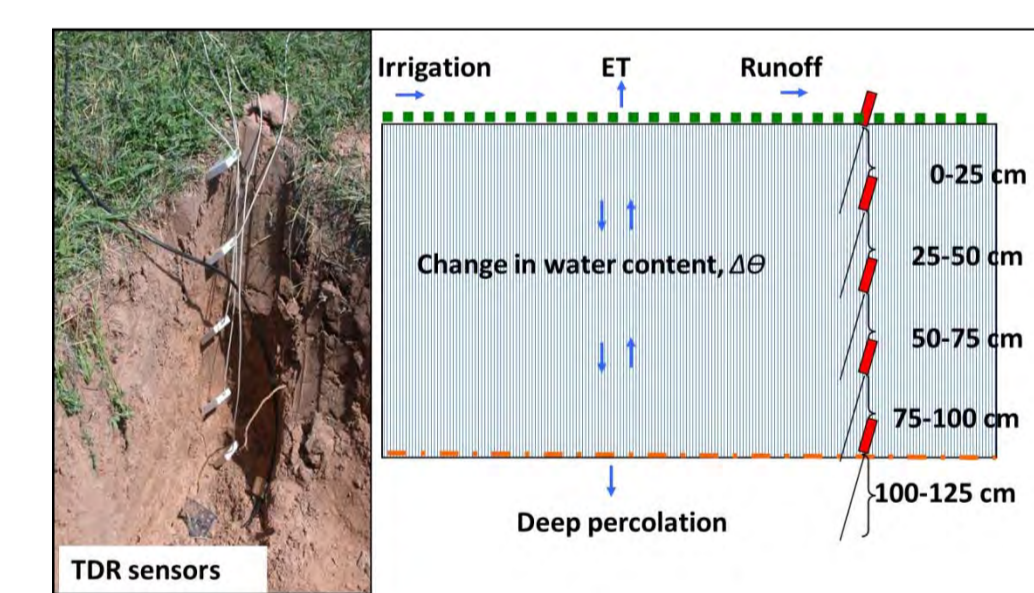 Irrigation ET Runoff
0-25 cm
25-50 cm
Change in water content, Δϴ
50-75 cm
75-100 cm
100-125 cm
Deep percolation
TDR sensors